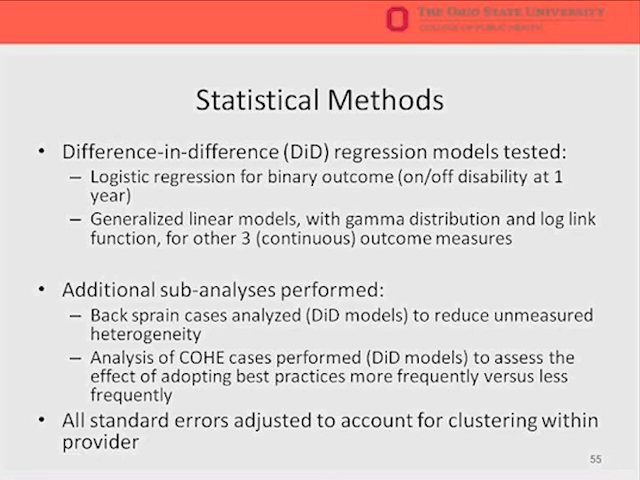 THE OHIO STATE UNIVERSITY
COLLEGE OF PUBLIC HEALTH
Statistical Methods
• Difference-in-difference (DiD) regression models tested:
– Logistic regression for binary outcome (on/off disability at 1
year)
– Generalized linear models, with gamma distribution and log link
function, for other 3 (continuous) outcome measures
• Additional sub-analyses performed:
– Back sprain cases analyzed (DiD models) to reduce unmeasured
heterogeneity
– Analysis of COHE cases performed (DiD models) to assess the
effect of adopting best practices more frequently versus less
frequently
• All standard errors adjusted to account for clustering within
provider
55